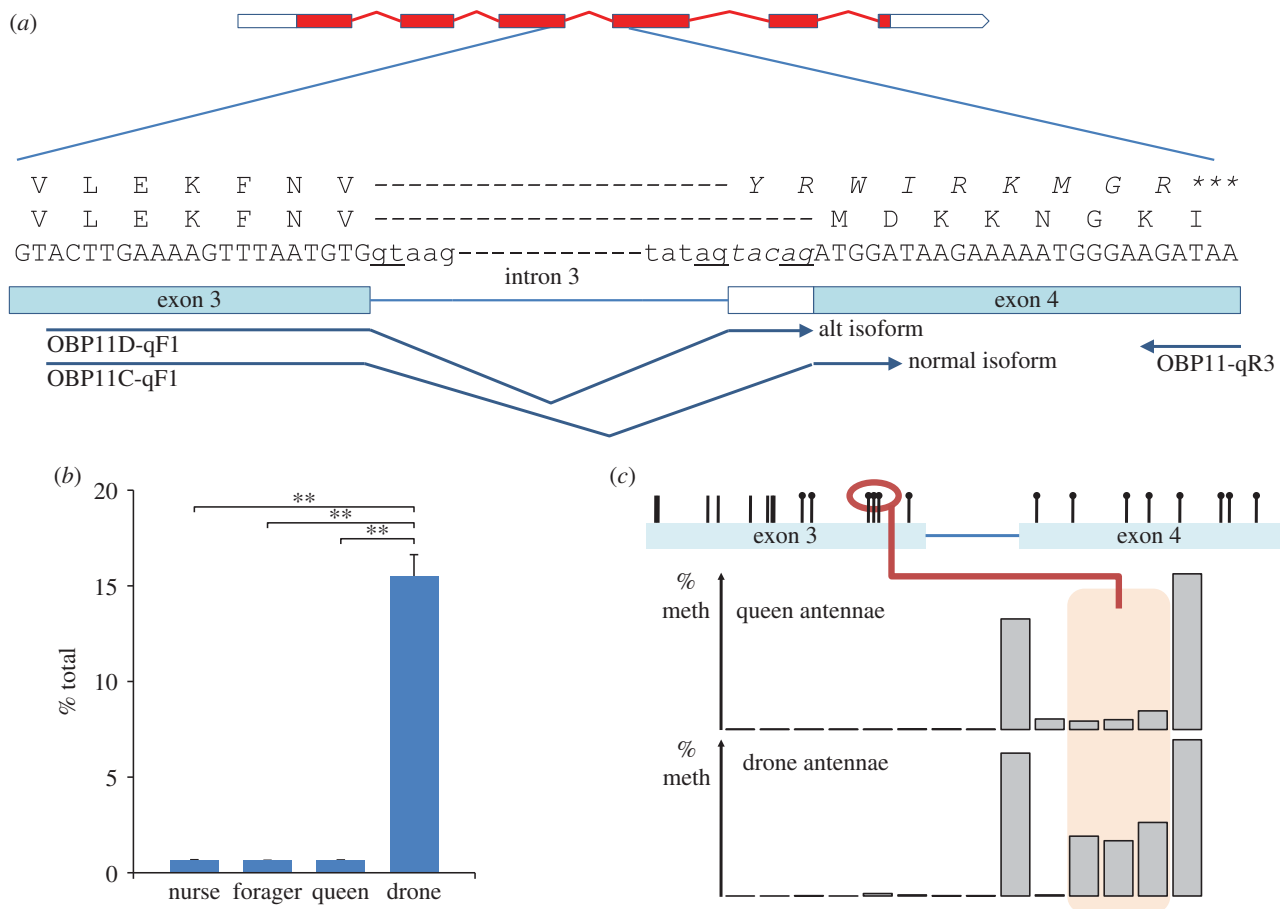 (a)
V L E K F N V ----------------------- Y R W I R K M G R ***
V L E K F N V ---------------------------- M D K K N G K I
GTACTTGAAAAGTTTAATGTGgtaag------------tatagtacagATGGATAAGAAAAATGGGAAGATAA
intron 3
exon 3
exon 4
OBP11D-qF1
alt isoform
OBP11C-qF1
normal isoform
OBP11-qR3
(b)
20
15
10
5
0
% total
**
**
**
nurse forager queen drone
(c)
exon 3
exon 4
% meth
queen antennae
% meth
drone antennae